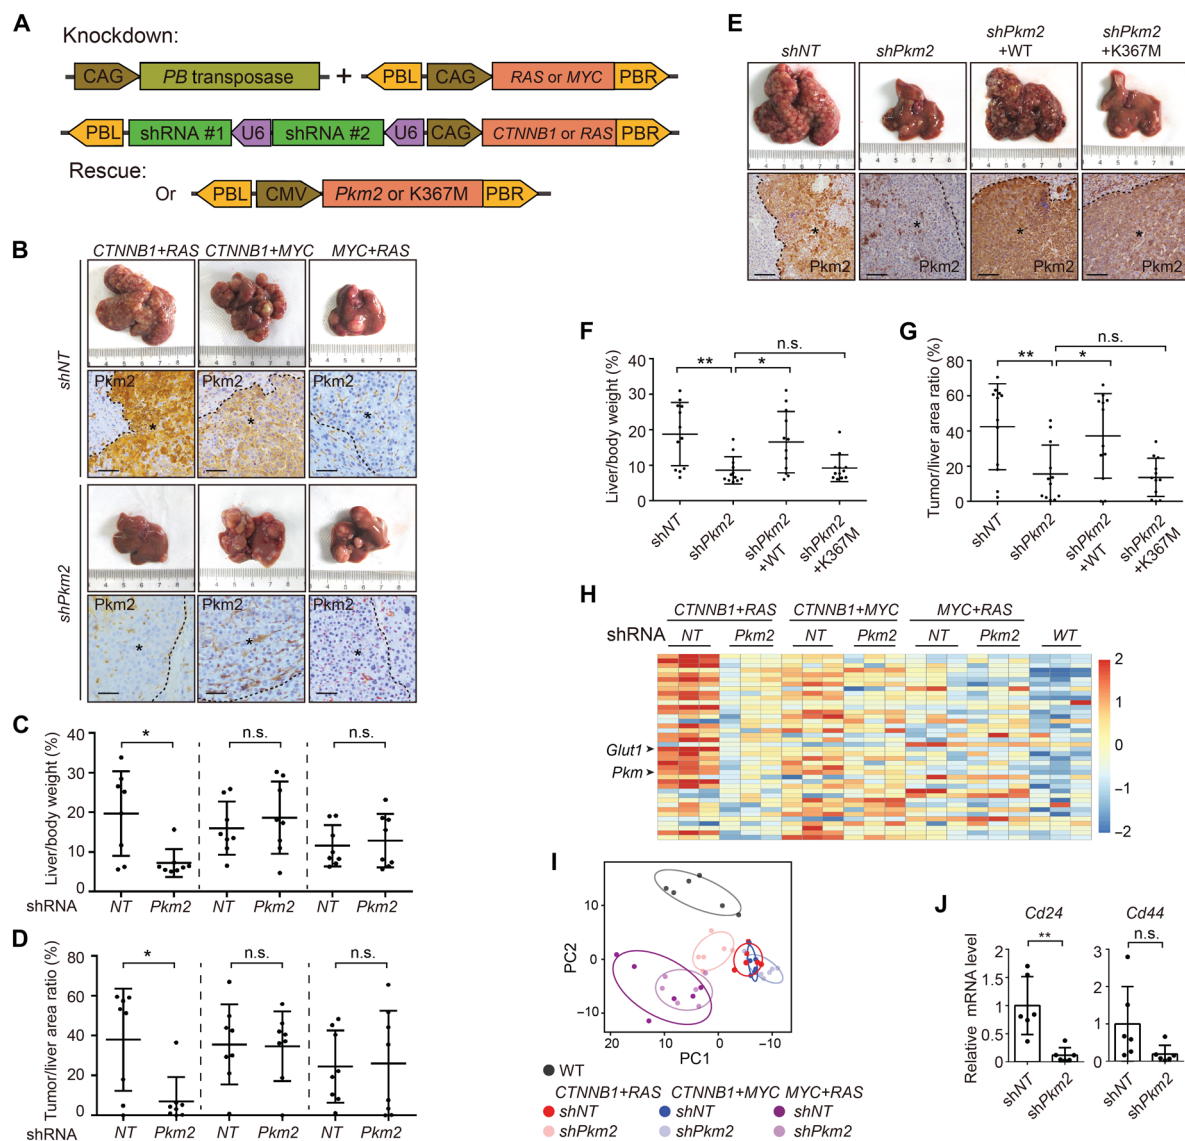 A
Knockdown:
CAG PB transposase + PBL CAG RAS or MYC PBR
PBL shRNA #1 U6 shRNA #2 U6 CAG CTNNB1 or RAS PBR
Rescue:
Or PBL CMV Pkm2 or K367M PBR
B
CTNNB1+RAS CTNNB1+MYC MYC+RAS
shNT
4 5 6 7 8
Pkm2 Pkm2 Pkm2
* * *
shPkm2
Pkm2 Pkm2 Pkm2
* * *
C
Liver/body weight (%)
40
30
20
10
0
* n.s. n.s.
shRNA NT Pkm2 NT Pkm2 NT Pkm2
D
Tumor/liver area ratio (%)
80
60
40
20
0
* n.s. n.s.
shRNA NT Pkm2 NT Pkm2 NT Pkm2
E
shNT shPkm2 shPkm2 +WT shPkm2 +K367M
* * * *
Pkm2 Pkm2 Pkm2 Pkm2
F
Liver/body weight (%)
40
30
20
10
0
** * n.s.
shNT shPkm2 shPkm2 +WT shPkm2 +K367M
G
Tumor/liver area ratio (%)
80
60
40
20
0
** * n.s.
shNT shPkm2 shPkm2 +WT shPkm2 +K367M
H
CTNNB1+RAS CTNNB1+MYC MYC+RAS
shRNA NT Pkm2 NT Pkm2 NT Pkm2 WT
Glut1
Pkm
2
1
0
−1
−2
I
PC2
10
0
−10
20 10 0 −10
PC1
WT
CTNNB1+RAS CTNNB1+MYC MYC+RAS
shNT shNT shNT
shPkm2 shPkm2 shPkm2
J
Cd24 Cd44
Relative mRNA level
2
1.5
1
0.5
0
**
shNT shPkm2
3
2
1
0
n.s.
shNT shPkm2